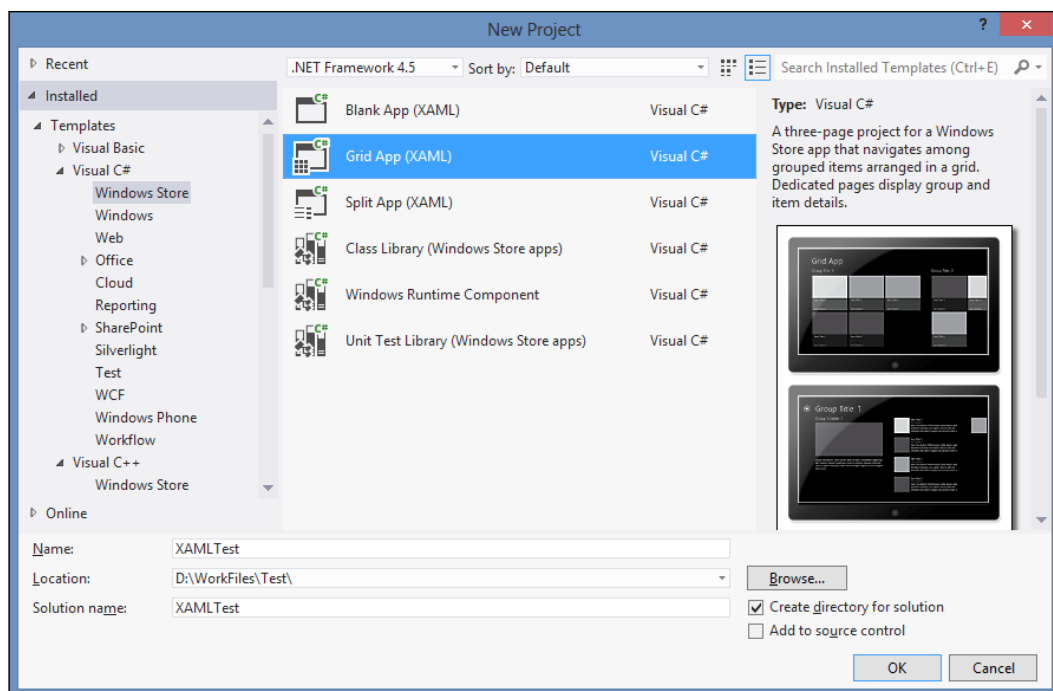 New Project
Recent
.NET Framework 4.5
Sort by:
Default
Search Installed Templates (Ctrl+E)
Installed
Templates
Visual Basic
Visual C#
Windows Store
Windows
Web
Office
Cloud
Reporting
SharePoint
Silverlight
Test
WCF
Windows Phone
Workflow
Visual C++
Windows Store
Online
Blank App (XAML) Visual C#
Grid App (XAML) Visual C#
Split App (XAML) Visual C#
Class Library (Windows Store apps) Visual C#
Windows Runtime Component Visual C#
Unit Test Library (Windows Store apps) Visual C#
Type: Visual C#
A three-page project for a Windows
Store app that navigates among
grouped items arranged in a grid.
Dedicated pages display group and
item details.
Grid App
Group Title 1
Group Title 2
Group Title 1
Name: XAMLTest
Location: D:\WorkFiles\Test\
Browse...
Solution name: XAMLTest
Create directory for solution
Add to source control
OK
Cancel